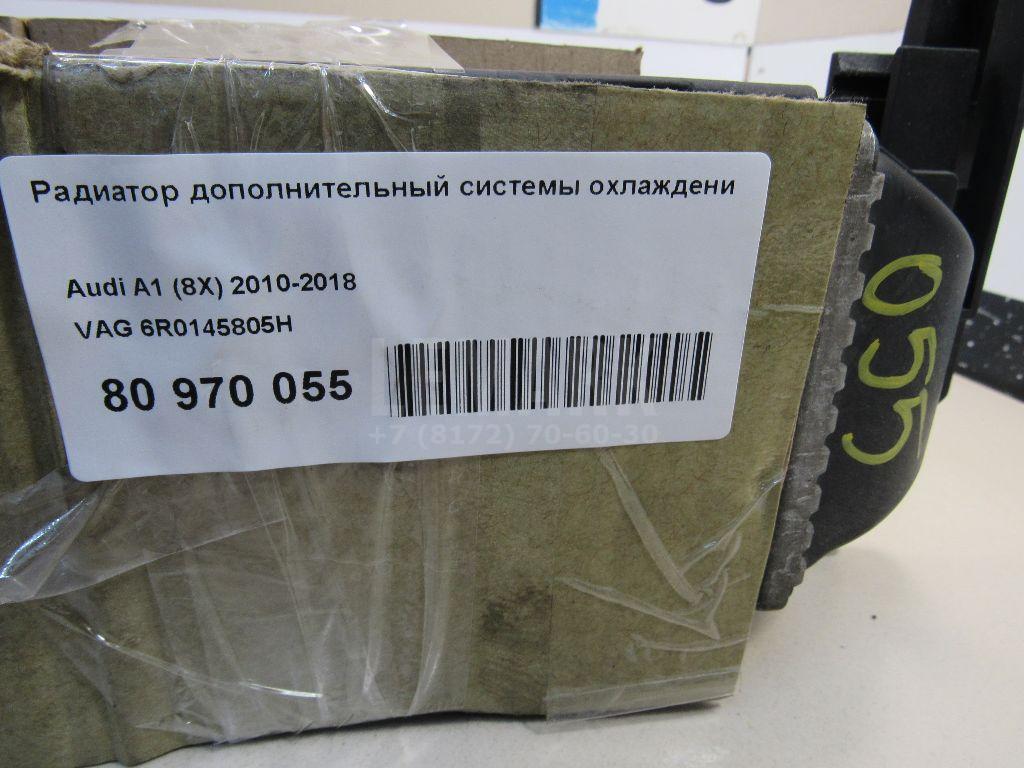 Радиатор дополнительный системы охлаждени
Audi A1 (8X) 2010-2018
VAG 6R0145805H
80 970 055
+7 (8172) 70-60-30
055